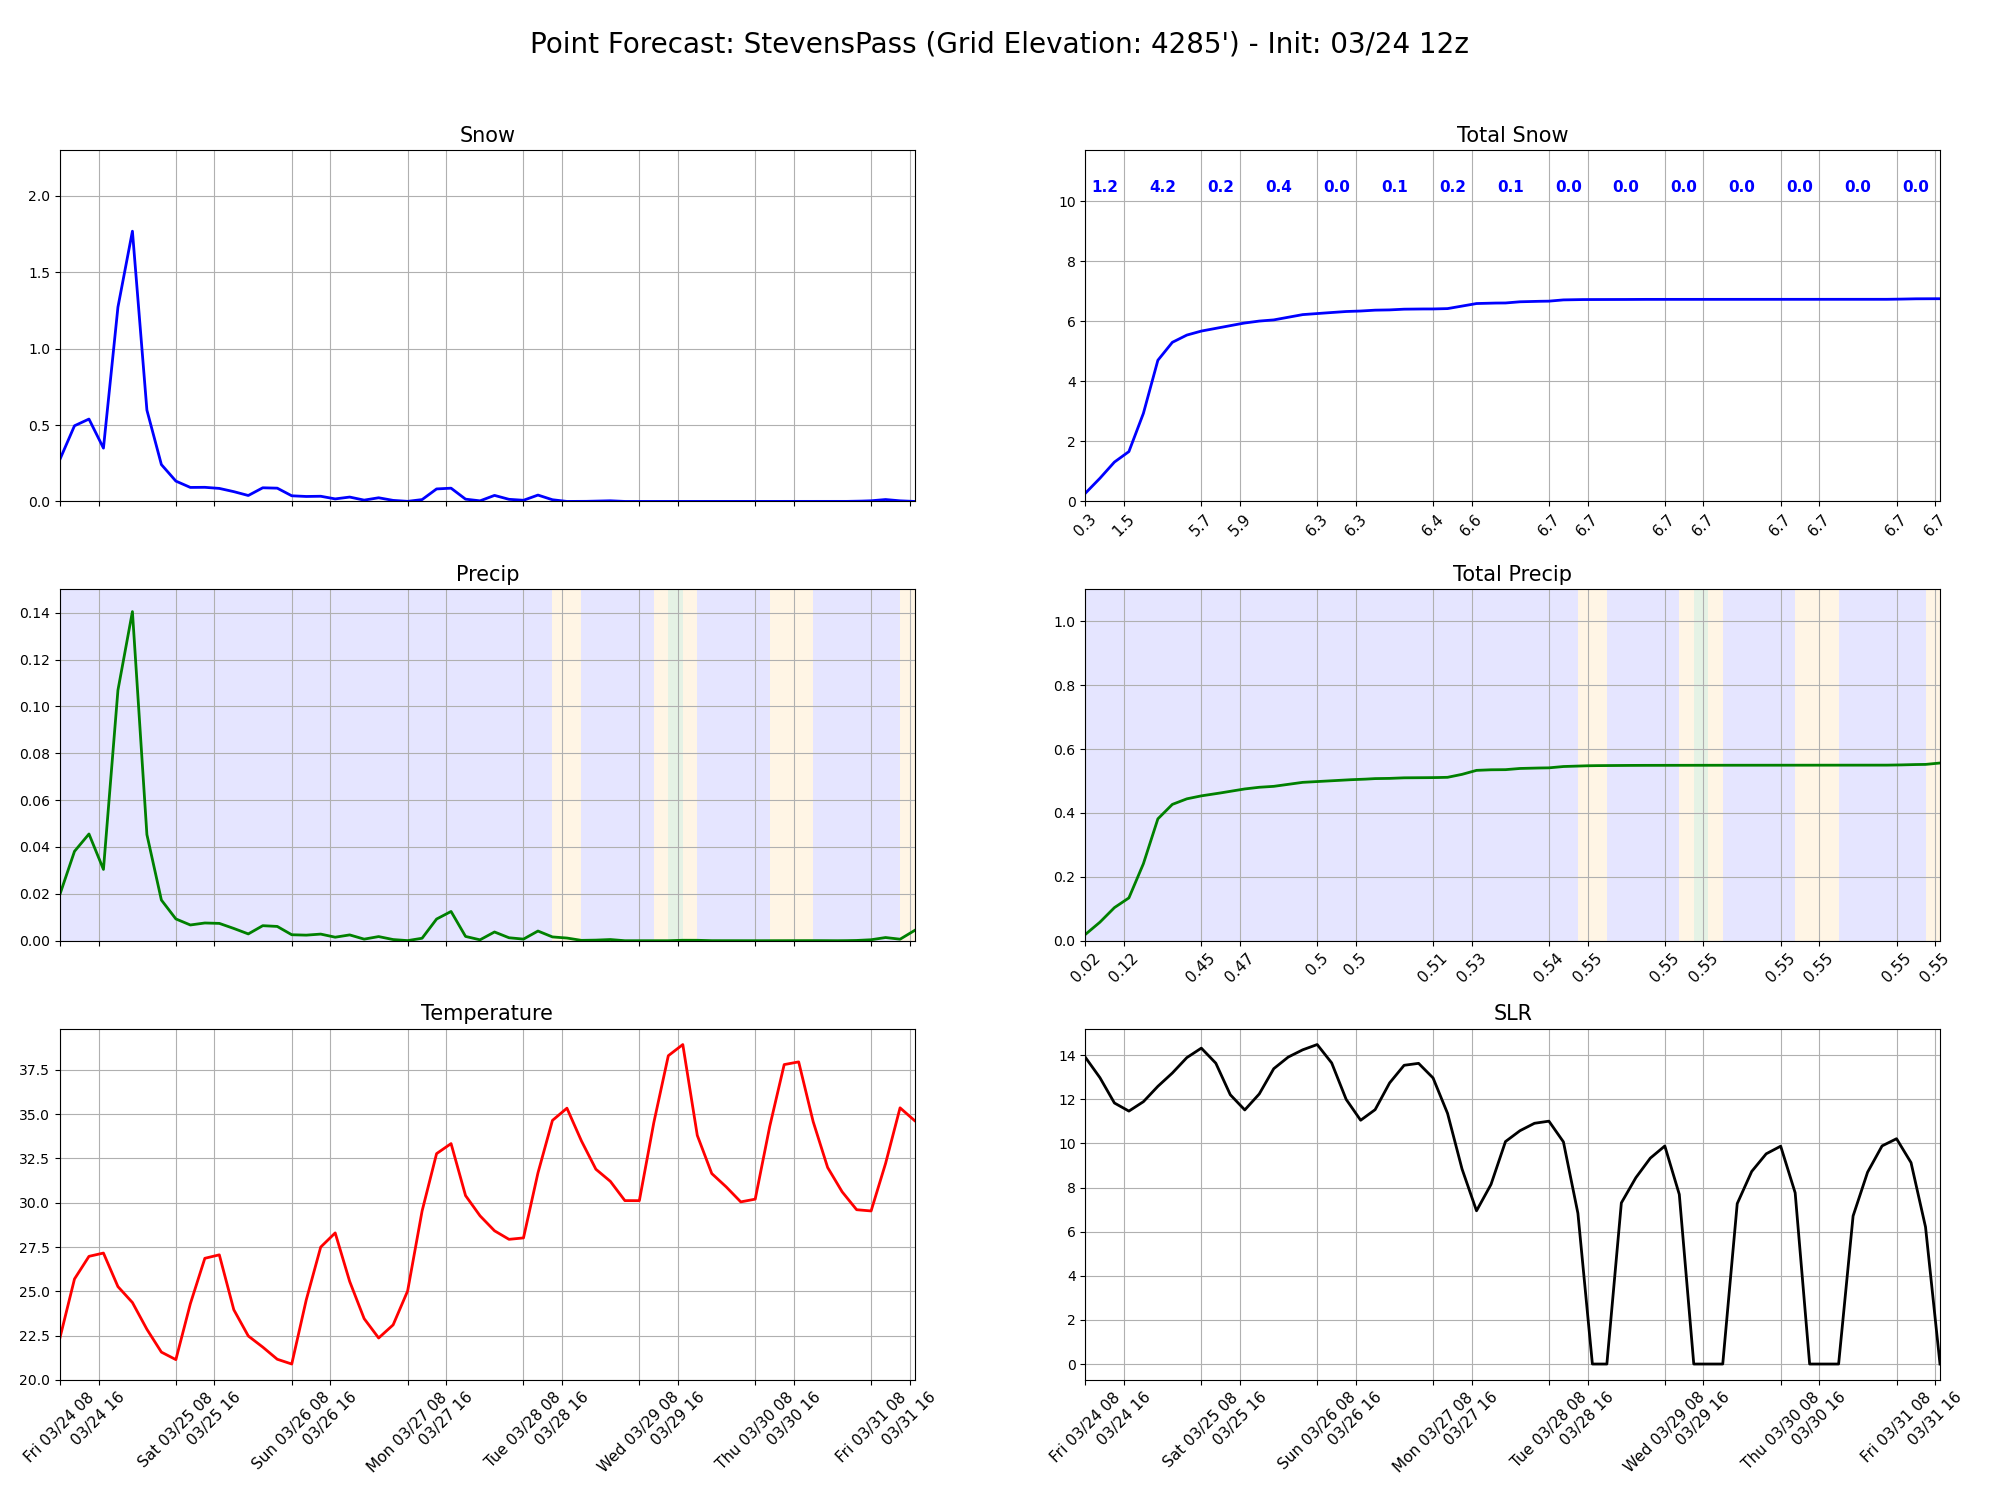 Point Forecast: StevensPass (Grid Elevation: 4285') - Init: 03/24 12z
Snow
2.0
1.5
1.0
0.5
0.0
Total Snow
1.2 4.2 0.2 0.4 0.0 0.1 0.2 0.1 0.0 0.0 0.0 0.0 0.0 0.0 0.0
10
8
6
4
2
0
0.3 1.5 5.7 5.9 6.3 6.3 6.4 6.6 6.7 6.7 6.7 6.7 6.7 6.7 6.7 6.7
Precip
0.14
0.12
0.10
0.08
0.06
0.04
0.02
0.00
Total Precip
1.0
0.8
0.6
0.4
0.2
0.0
0.02 0.12 0.45 0.47 0.5 0.5 0.51 0.53 0.54 0.55 0.55 0.55 0.55 0.55 0.55 0.55
Temperature
37.5
35.0
32.5
30.0
27.5
25.0
22.5
20.0
Fri 03/24 08
03/24 16
Sat 03/25 08
03/25 16
Sun 03/26 08
03/26 16
Mon 03/27 08
03/27 16
Tue 03/28 08
03/28 16
Wed 03/29 08
03/29 16
Thu 03/30 08
03/30 16
Fri 03/31 08
03/31 16
SLR
14
12
10
8
6
4
2
0
Fri 03/24 08
03/24 16
Sat 03/25 08
03/25 16
Sun 03/26 08
03/26 16
Mon 03/27 08
03/27 16
Tue 03/28 08
03/28 16
Wed 03/29 08
03/29 16
Thu 03/30 08
03/30 16
Fri 03/31 08
03/31 16